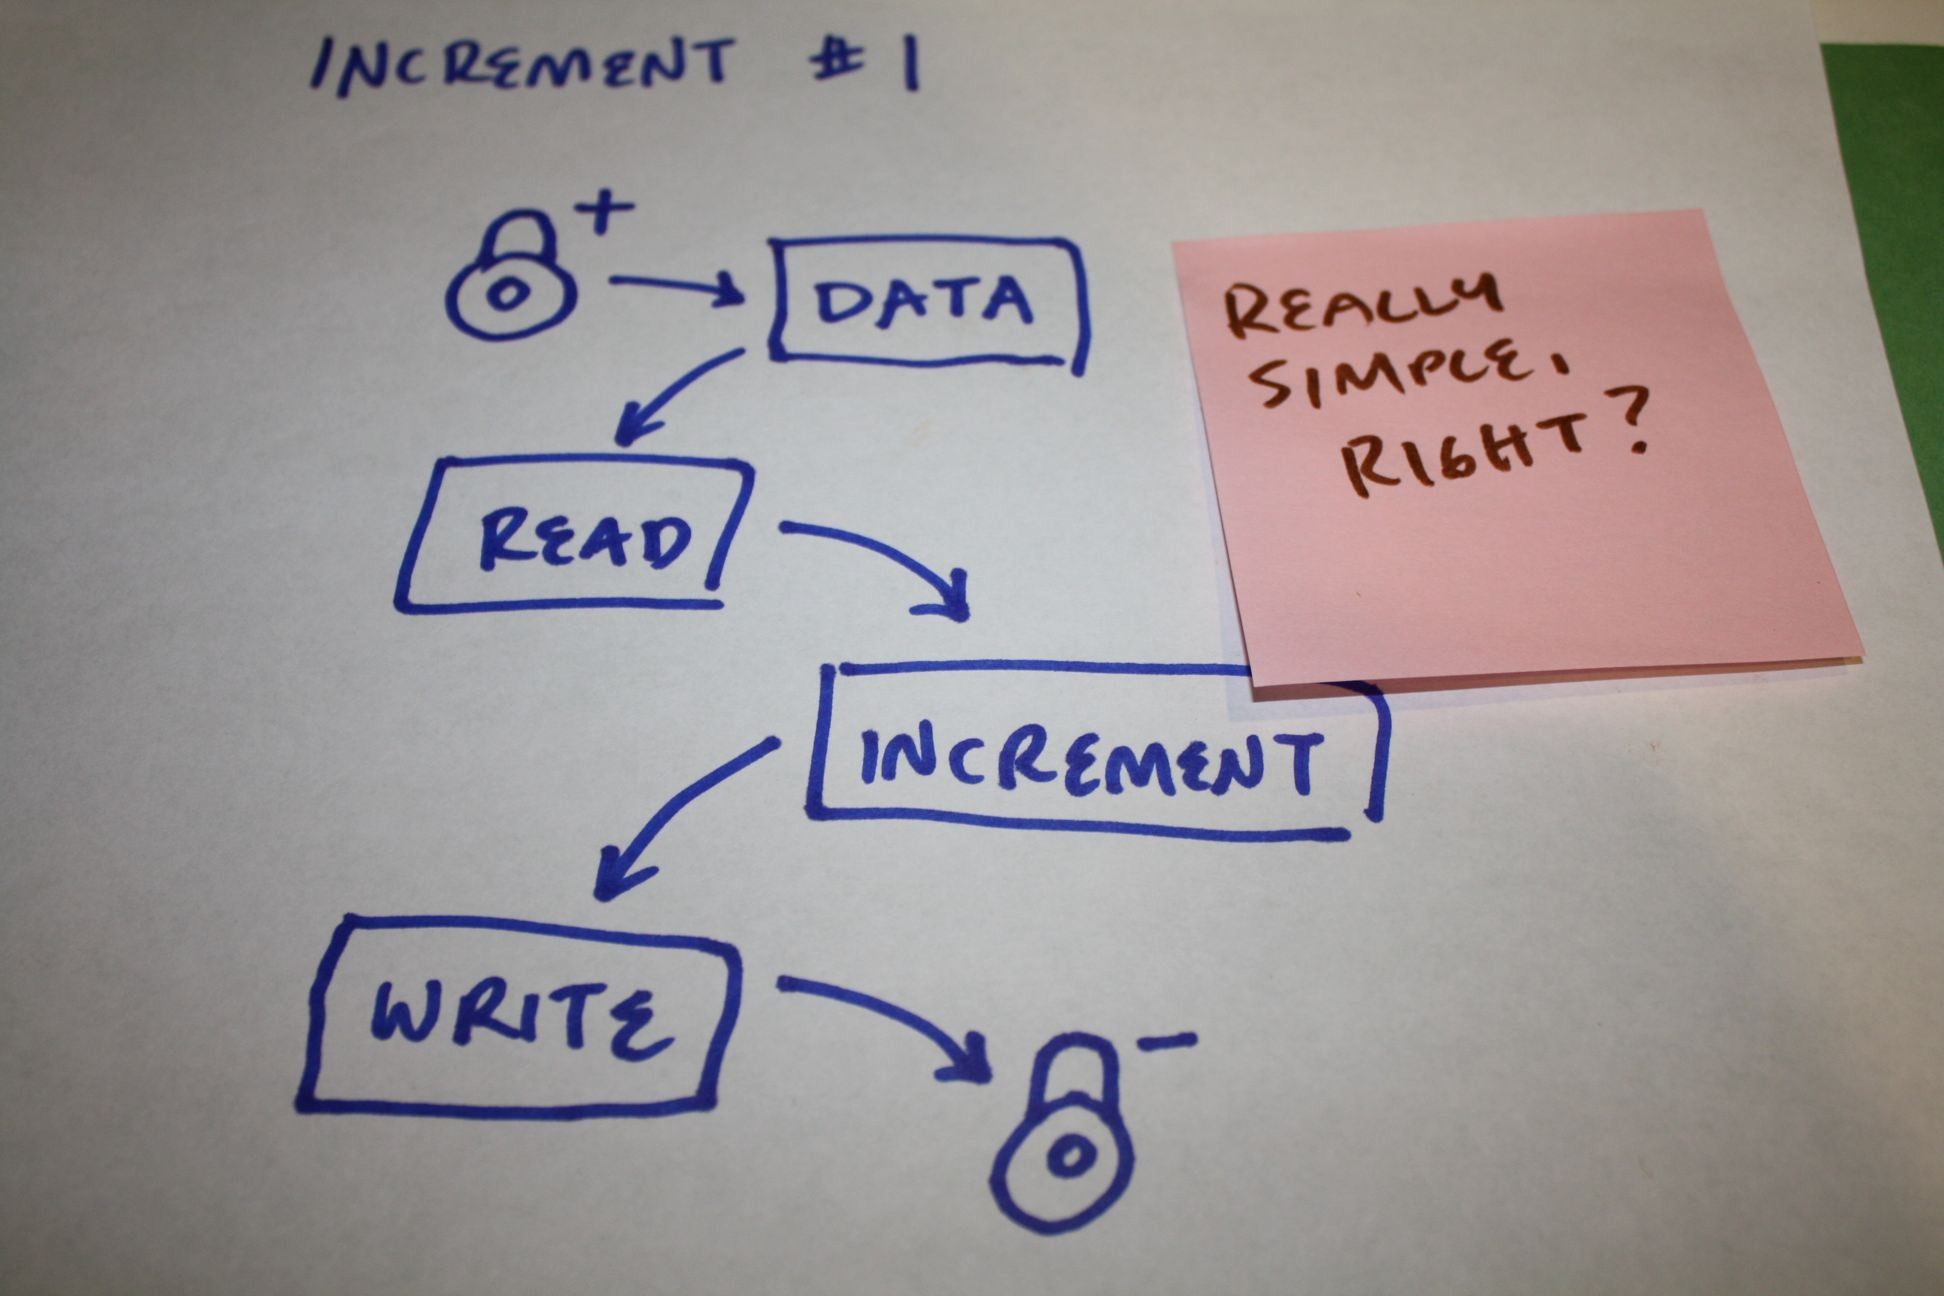 INCREMENT # 1
+
DATA
REALLY
SIMPLE,
RIGHT?
READ
INCREMENT
WRITE
-